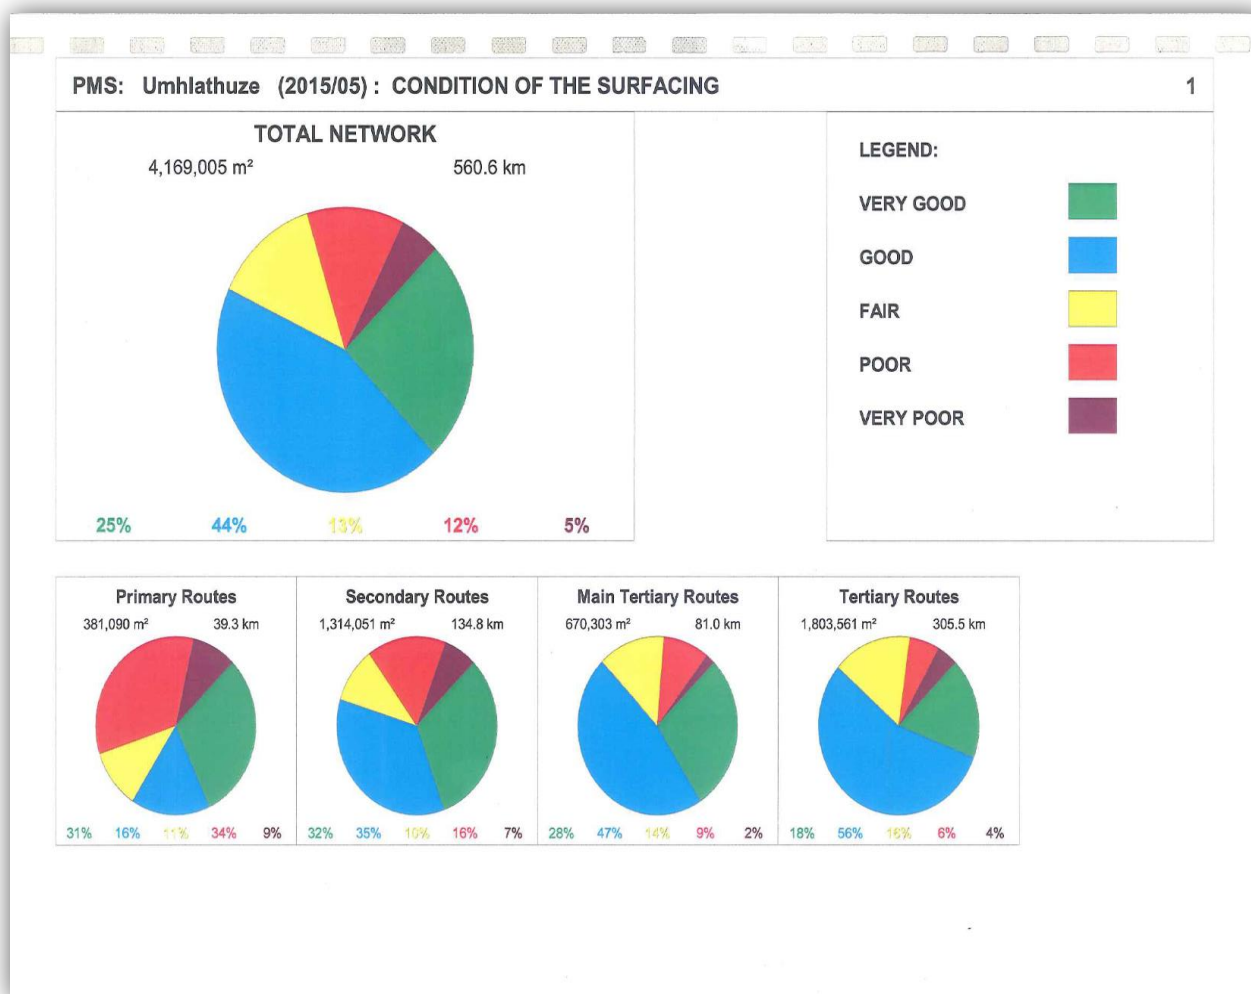 PMS: Umhlathuze (2015/05) : CONDITION OF THE SURFACING 1
TOTAL NETWORK
4,169,005 m² 560.6 km
25% 44% 13% 12% 5%
LEGEND:
VERY GOOD
GOOD
FAIR
POOR
VERY POOR
Primary Routes
381,090 m² 39.3 km
31% 16% 11% 34% 9%
Secondary Routes
1,314,051 m² 134.8 km
32% 35% 10% 16% 7%
Main Tertiary Routes
670,303 m² 81.0 km
28% 47% 14% 9% 2%
Tertiary Routes
1,803,561 m² 305.5 km
18% 56% 16% 6% 4%